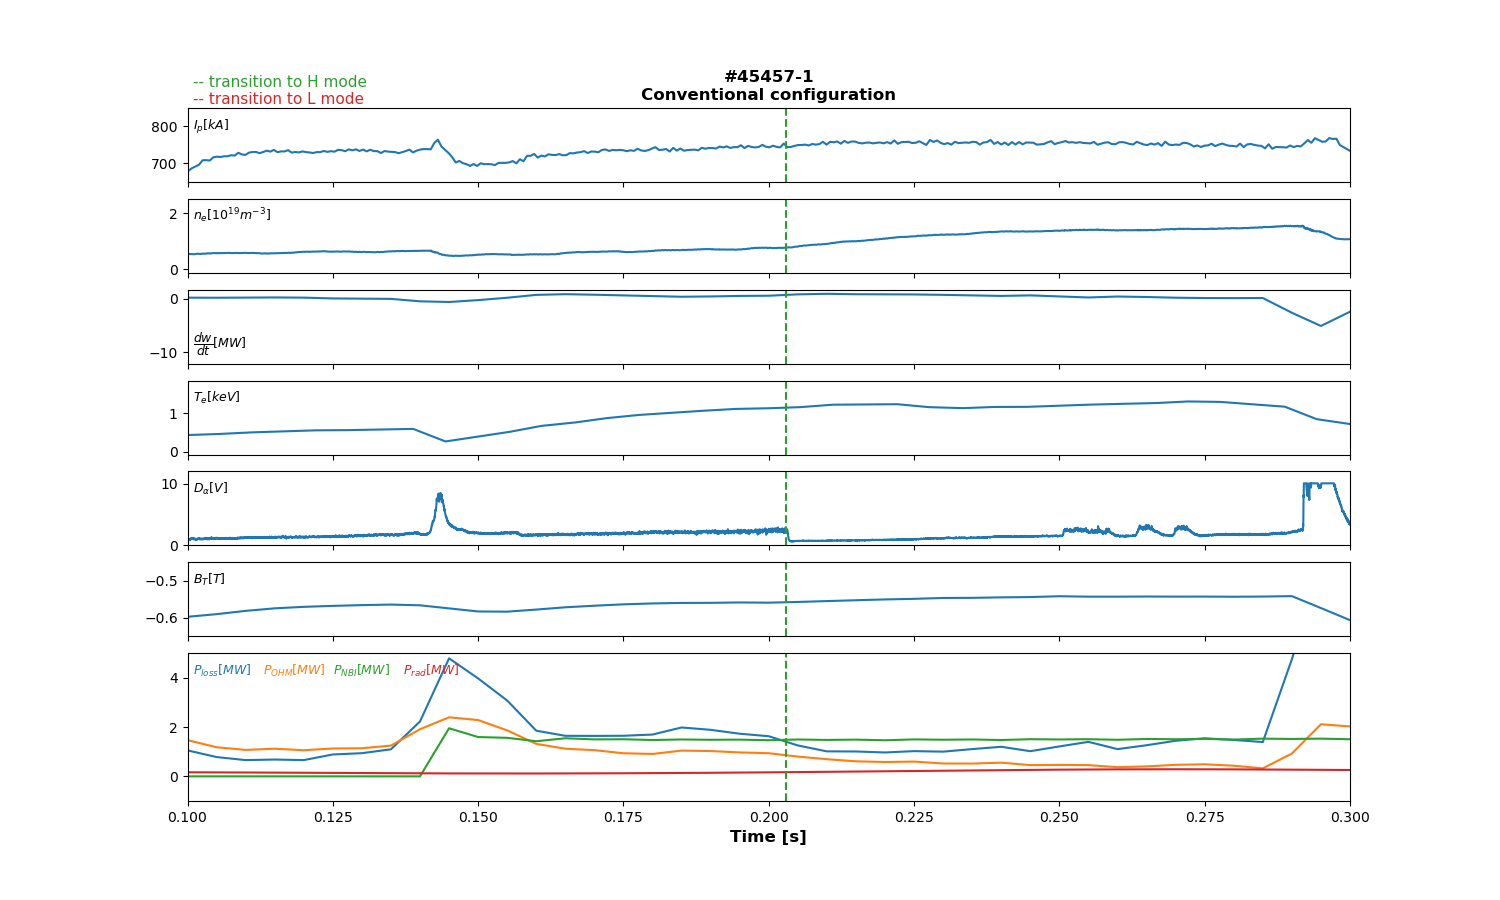 -- transition to H mode
-- transition to L mode
#45457-1
Conventional configuration
I_p[kA]
800
700
n_e[10^19 m^−3]
2
0
0
−10
dw/dt [MW]
T_e[keV]
1
0
10
D_α[V]
0
B_T[T]
−0.5
−0.6
P_loss[MW] P_OHM[MW] P_NBI[MW] P_rad[MW]
4
2
0
0.100 0.125 0.150 0.175 0.200 0.225 0.250 0.275 0.300
Time [s]